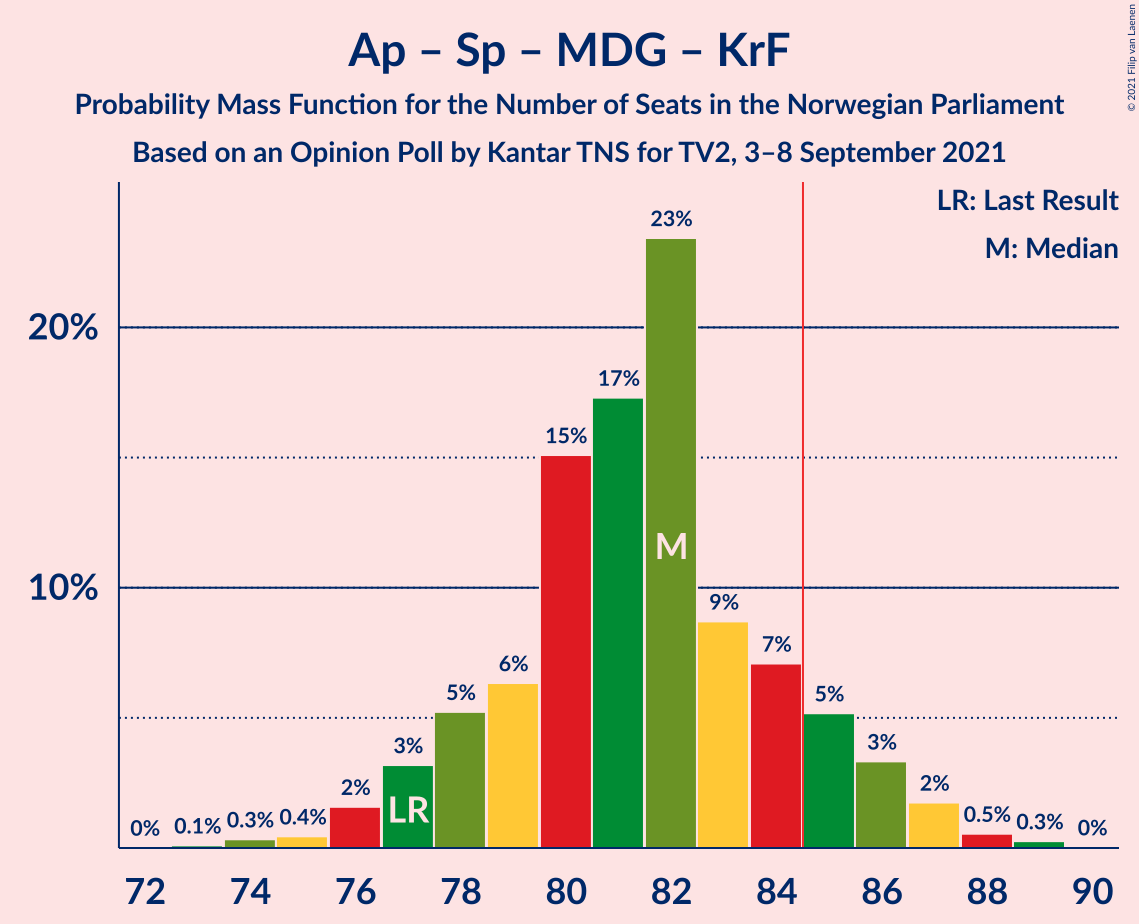 Ap – Sp – MDG – KrF
Probability Mass Function for the Number of Seats in the Norwegian Parliament
Based on an Opinion Poll by Kantar TNS for TV2, 3–8 September 2021
© 2021 Filip van Laenen
LR: Last Result
M: Median
20%
10%
0% 0.1% 0.3% 0.4% 2% 3% 5% 6% 15% 17% 23% 9% 7% 5% 3% 2% 0.5% 0.3% 0%
M
LR
72 74 76 78 80 82 84 86 88 90